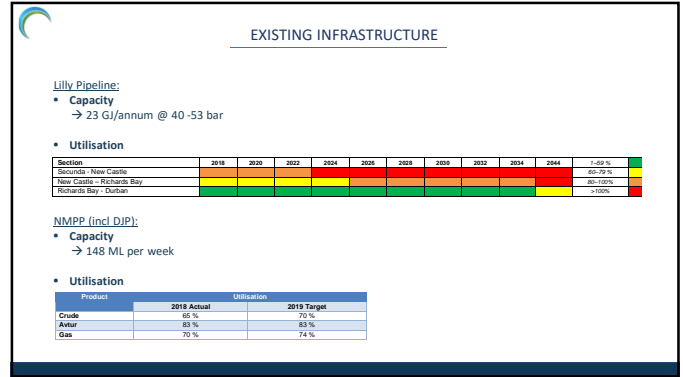 EXISTING INFRASTRUCTURE
Lilly Pipeline:
• Capacity
→ 23 GJ/annum @ 40 -53 bar
• Utilisation
Section 2018 2020 2022 2024 2026 2028 2030 2032 2034 2044 1–59 %
Secunda - New Castle 60–79 %
New Castle – Richards Bay 80–100%
Richards Bay - Durban >100%
NMPP (incl DJP):
• Capacity
→ 148 ML per week
• Utilisation
Product Utilisation
2018 Actual 2019 Target
Crude 65 % 70 %
Avtur 83 % 83 %
Gas 70 % 74 %